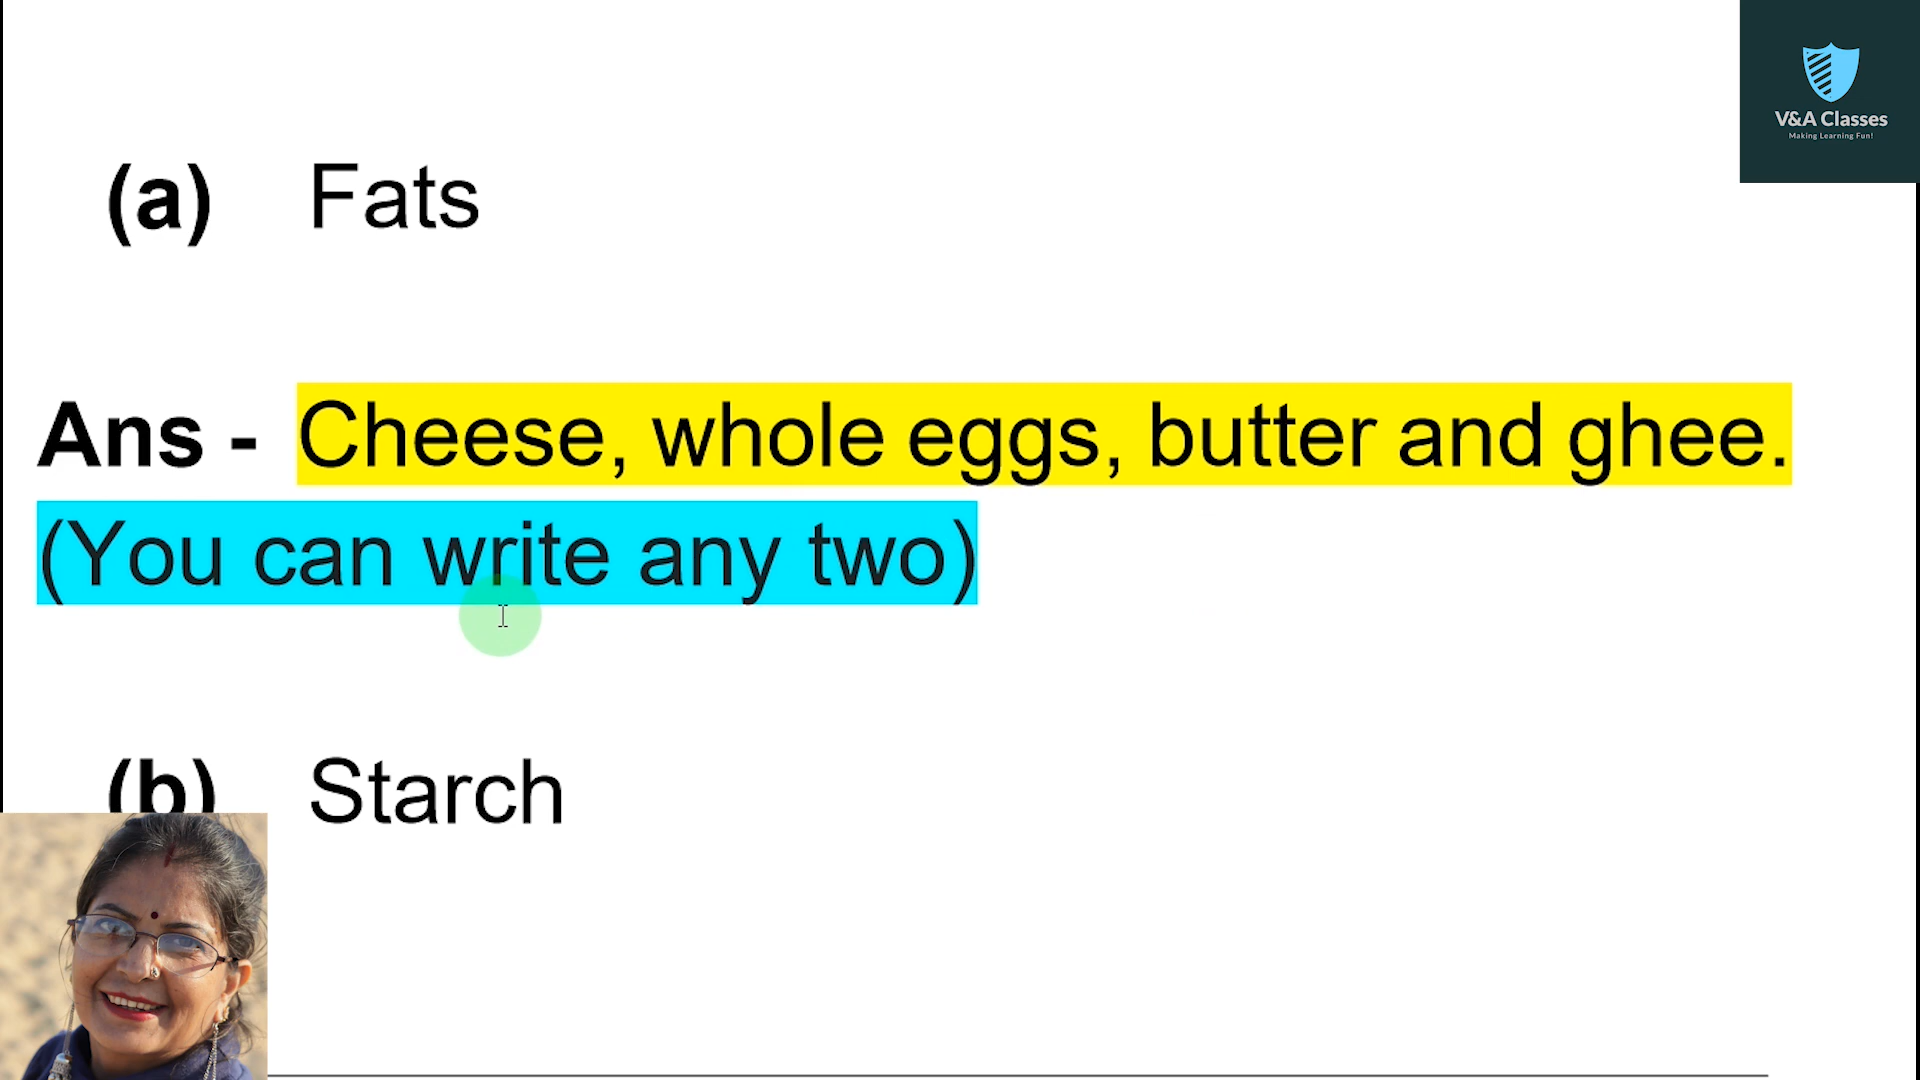 V&A Classes
Making Learning Fun!
(a) Fats
Ans - Cheese, whole eggs, butter and ghee.
(You can write any two)
(b) Starch